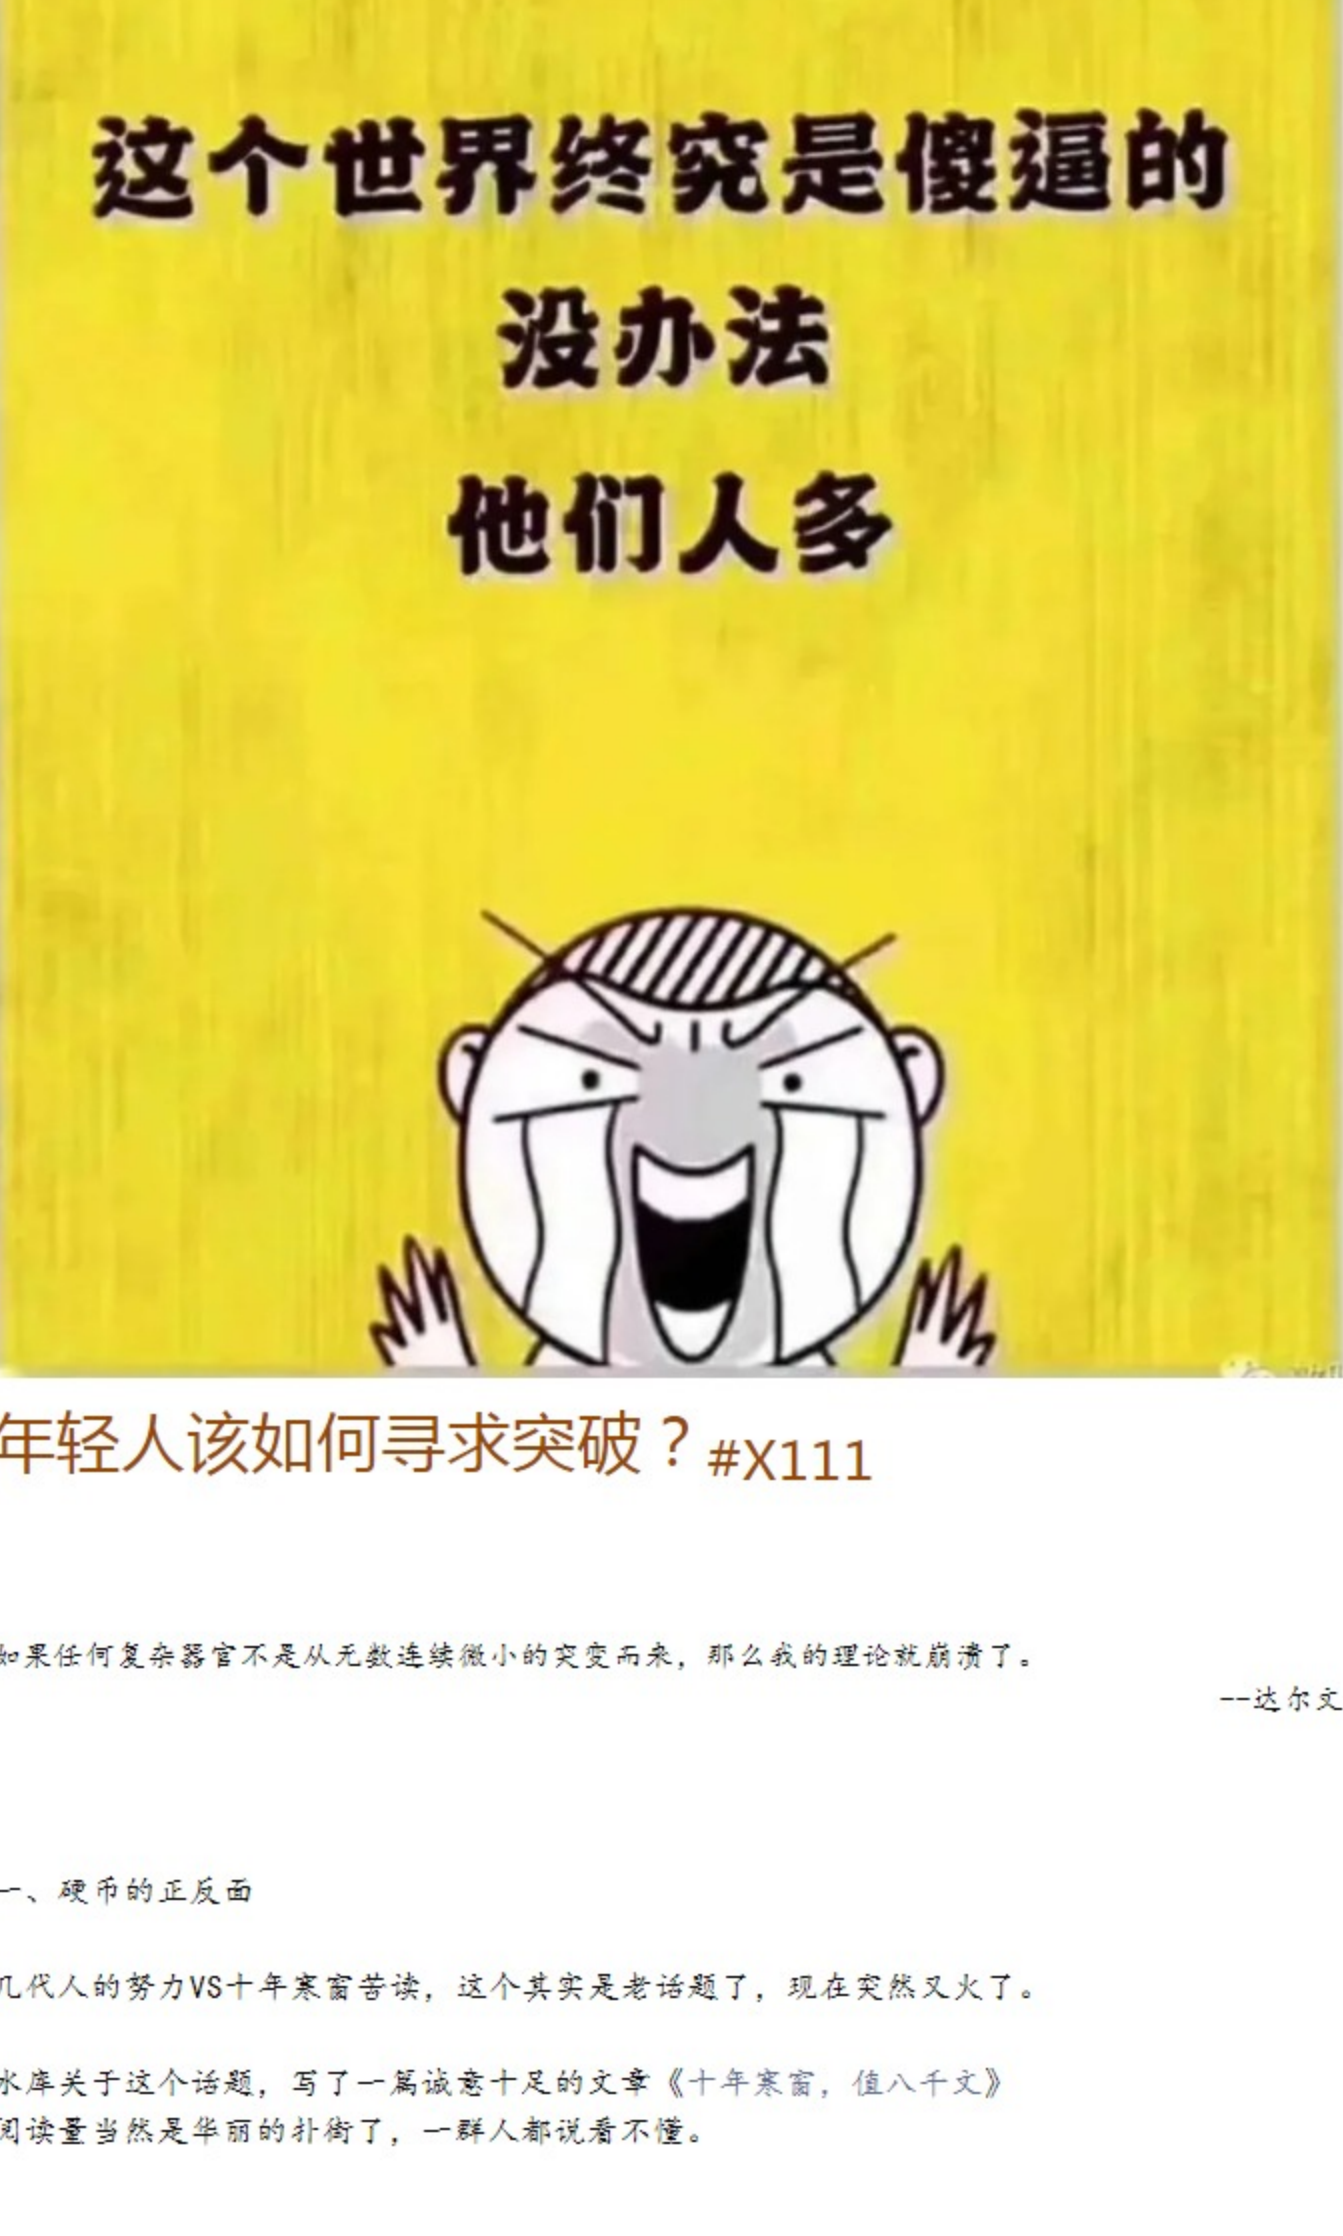 这个世界终究是傻逼的
没办法
他们人多
年轻人该如何寻求突破？#X111
如果任何复杂器官不是从无数连续微小的突变而来，那么我的理论就崩溃了。
--达尔文
一、硬币的正反面
几代人的努力VS十年寒窗苦读，这个其实是老话题了，现在突然又火了。
水库关于这个话题，写了一篇诚意十足的文章《十年寒窗，值八千文》
阅读量当然是华丽的扑街了，一群人都说看不懂。